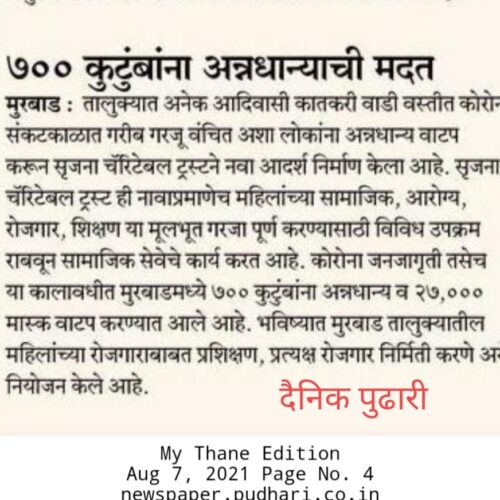 ७०० कुटुंबांना अन्नधान्याची मदत
मुरबाड : तालुक्यात अनेक आदिवासी कातकरी वाडी वस्तीत कोरोन
संकटकाळात गरीब गरजू वंचित अशा लोकांना अन्नधान्य वाटप
करून सृजना चॅरिटेबल ट्रस्टने नवा आदर्श निर्माण केला आहे. सृजना
चॅरिटेबल ट्रस्ट ही नावाप्रमाणेच महिलांच्या सामाजिक, आरोग्य,
रोजगार, शिक्षण या मूलभूत गरजा पूर्ण करण्यासाठी विविध उपक्रम
राबवून सामाजिक सेवेचे कार्य करत आहे. कोरोना जनजागृती तसेच
या कालावधीत मुरबाडमध्ये ७०० कुटुंबांना अन्नधान्य व २७,०००
मास्क वाटप करण्यात आले आहे. भविष्यात मुरबाड तालुक्यातील
महिलांच्या रोजगाराबाबत प्रशिक्षण, प्रत्यक्ष रोजगार निर्मिती करणे अ
नियोजन केले आहे.
दैनिक पुढारी
My Thane Edition
Aug 7, 2021 Page No. 4
newspaper.pudhari.co.in